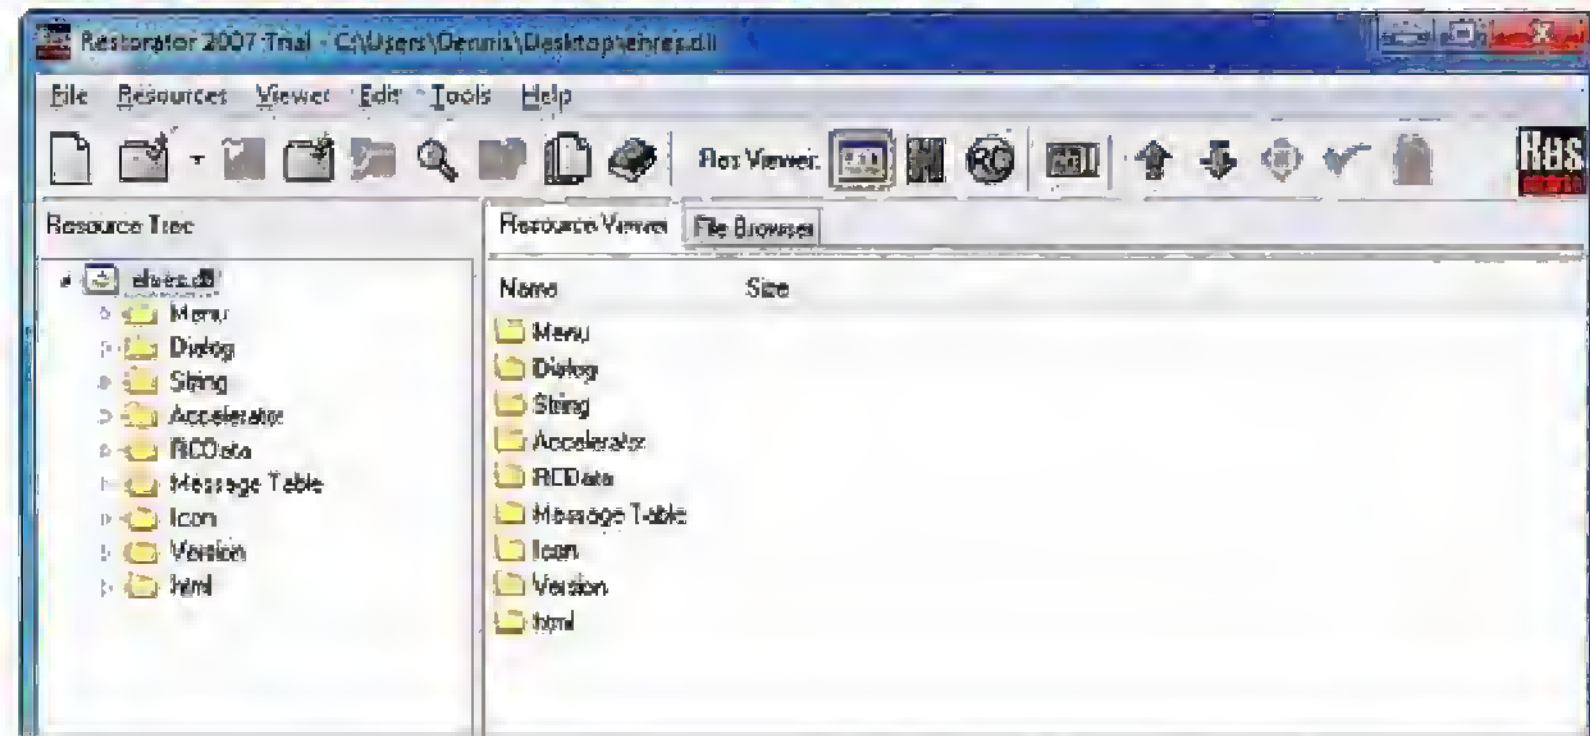 Restorator 2007 Trial - C:\Users\Dennis\Desktop\ehres.dll
File Resources Viewer Edit Tools Help
Res Viewer:
Resource Tree
Resource Viewer File Browser
ehres.dll
Name Size
Menu
Dialog
String
Accelerator
RCData
Message Table
Icon
Version
html
Menu
Dialog
String
Accelerator
RCData
Message Table
Icon
Version
html